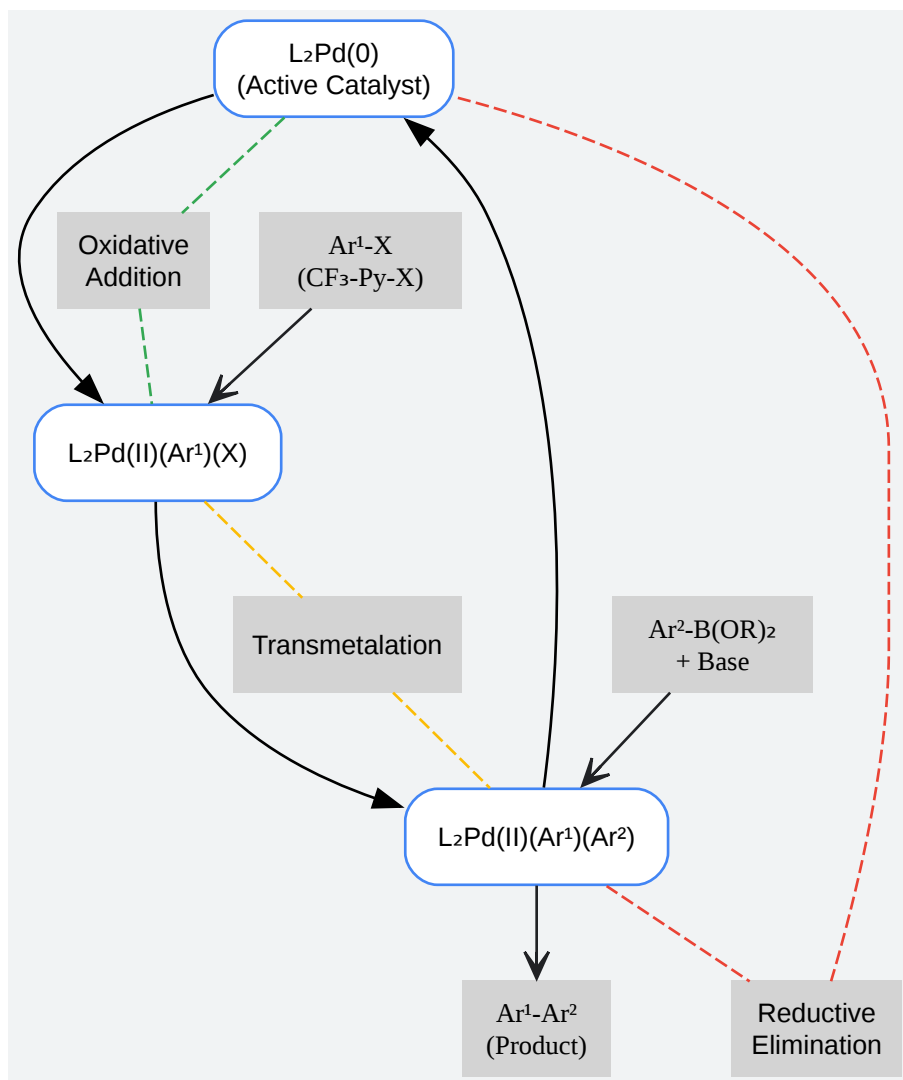 L₂Pd(0)
(Active Catalyst)
Oxidative
Addition
Ar¹-X
(CF₃-Py-X)
L₂Pd(II)(Ar¹)(X)
Transmetalation
Ar²-B(OR)₂
+ Base
L₂Pd(II)(Ar¹)(Ar²)
Ar¹-Ar²
(Product)
Reductive
Elimination